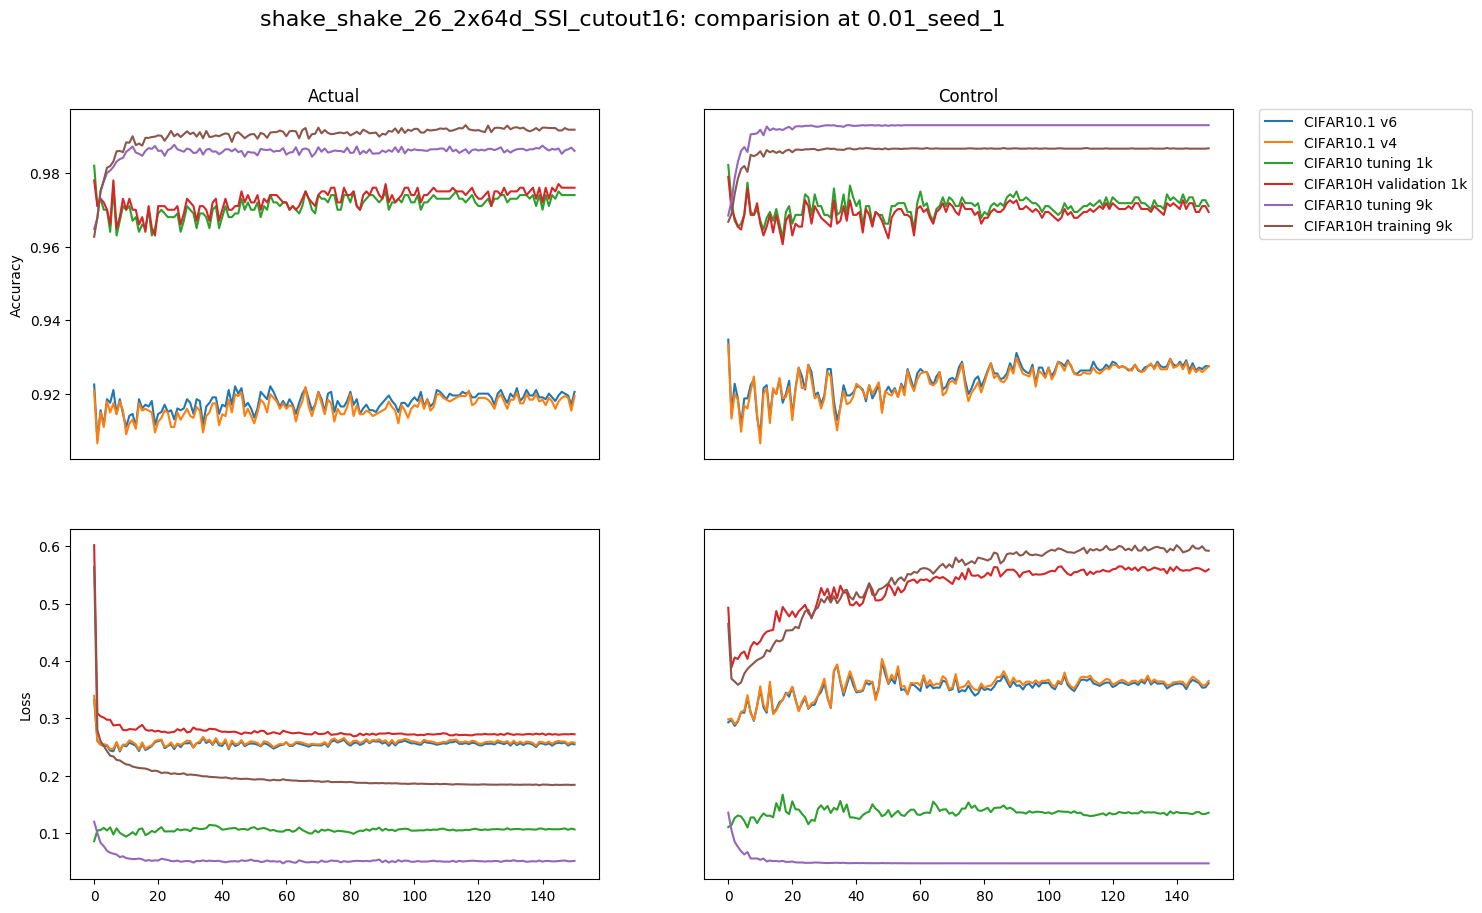 shake_shake_26_2x64d_SSI_cutout16: comparision at 0.01_seed_1
Actual
Control
CIFAR10.1 v6
CIFAR10.1 v4
CIFAR10 tuning 1k
CIFAR10H validation 1k
CIFAR10 tuning 9k
CIFAR10H training 9k
Accuracy
0.98
0.96
0.94
0.92
Loss
0.6
0.5
0.4
0.3
0.2
0.1
0 20 40 60 80 100 120 140
0 20 40 60 80 100 120 140